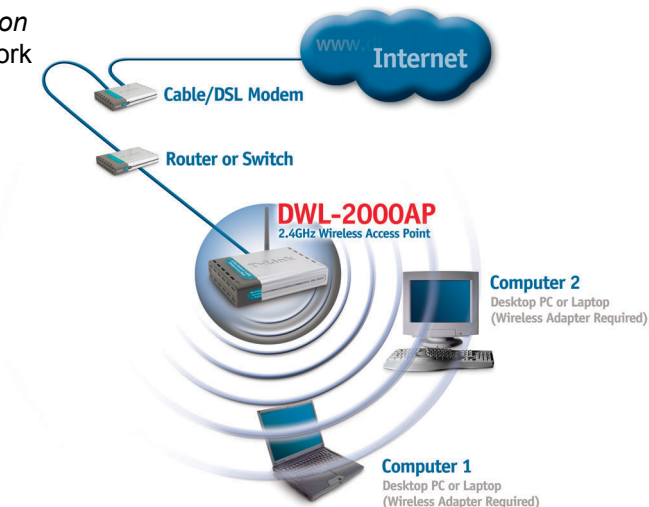 on
ork
www.
Internet
Cable/DSL Modem
Router or Switch
DWL-2000AP
2.4GHz Wireless Access Point
D-Link
Computer 2
Desktop PC or Laptop
(Wireless Adapter Required)
Computer 1
Desktop PC or Laptop
(Wireless Adapter Required)